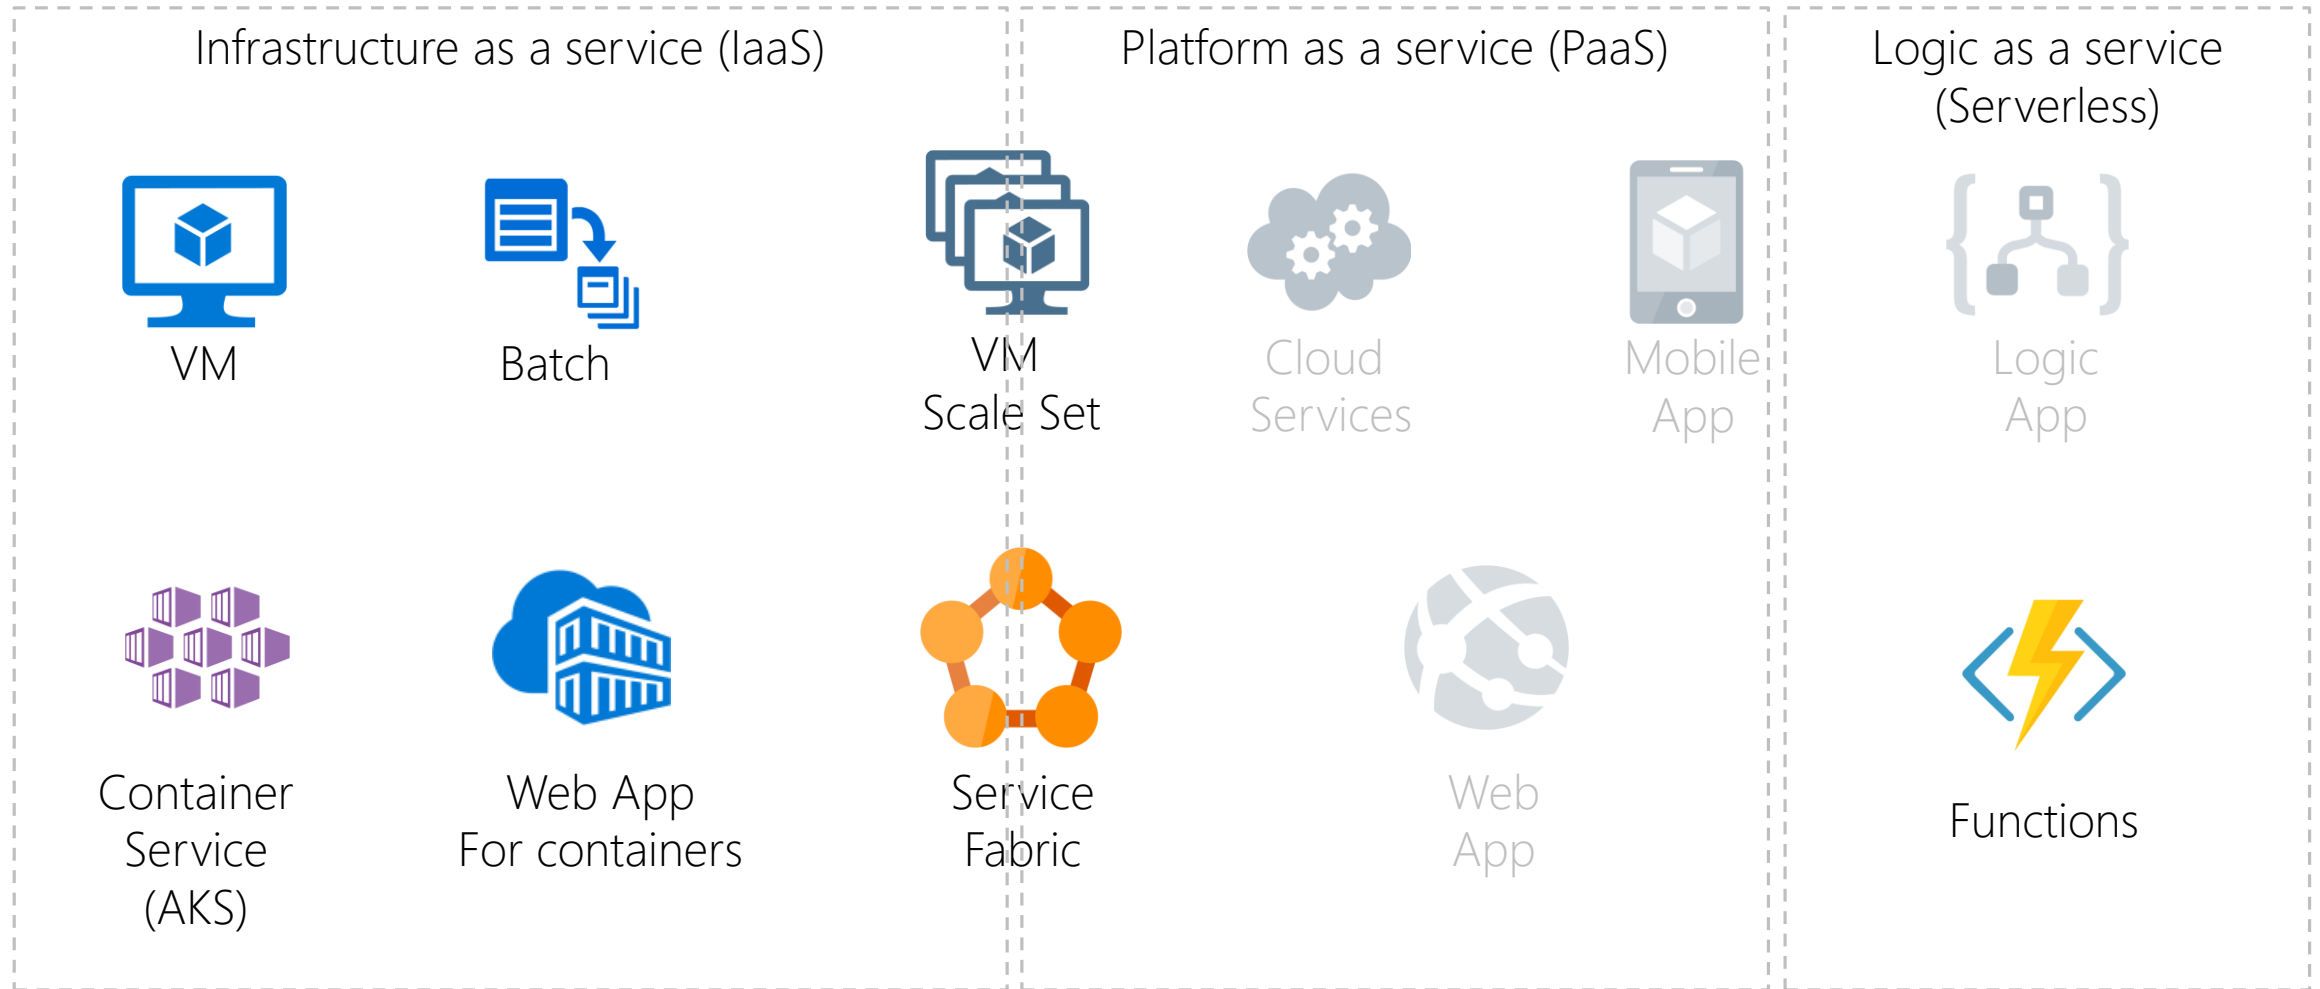 Infrastructure as a service (IaaS)
Platform as a service (PaaS)
Logic as a service
(Serverless)
VM
Batch
VM
Scale Set
Cloud
Services
Mobile
App
Logic
App
Container
Service
(AKS)
Web App
For containers
Service
Fabric
Web
App
Functions